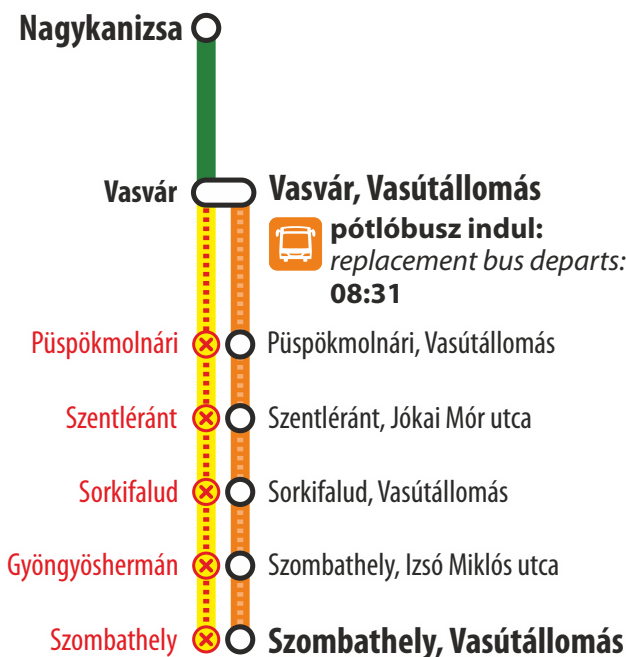 Nagykanizsa
Vasvár
Vasvár, Vasútállomás
pótlóbusz indul:
replacement bus departs:
08:31
Püspökmolnári
Püspökmolnári, Vasútállomás
Szentléránt
Szentléránt, Jókai Mór utca
Sorkifalud
Sorkifalud, Vasútállomás
Gyöngyöshermán
Szombathely, Izsó Miklós utca
Szombathely
Szombathely, Vasútállomás